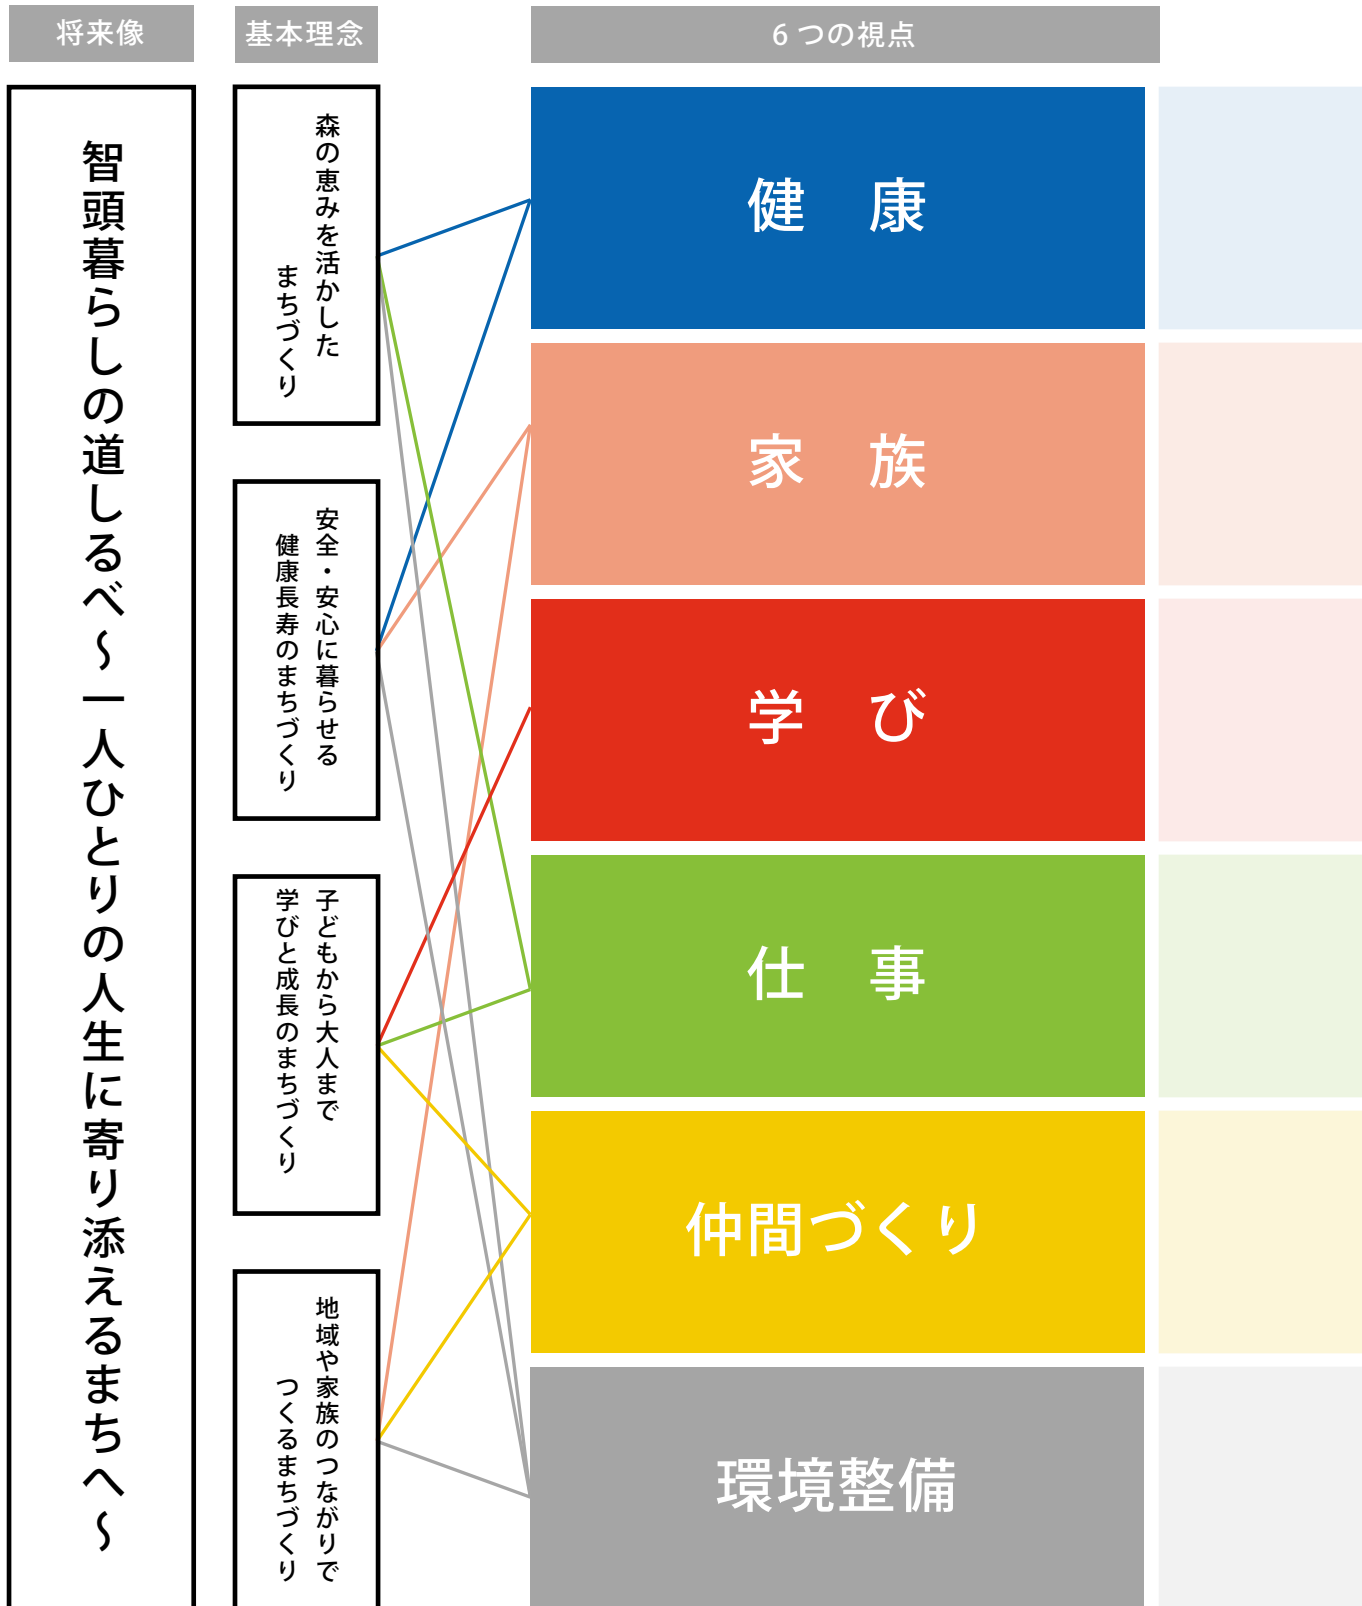 将来像
基本理念
6つの視点
智頭暮らしの道しるべ～一人ひとりの人生に寄り添えるまちへ～
森の恵みを活かした
まちづくり
安全・安心に暮らせる
健康長寿のまちづくり
子どもから大人まで
学びと成長のまちづくり
地域や家族のつながりで
つくるまちづくり
健　康
家　族
学　び
仕　事
仲間づくり
環境整備